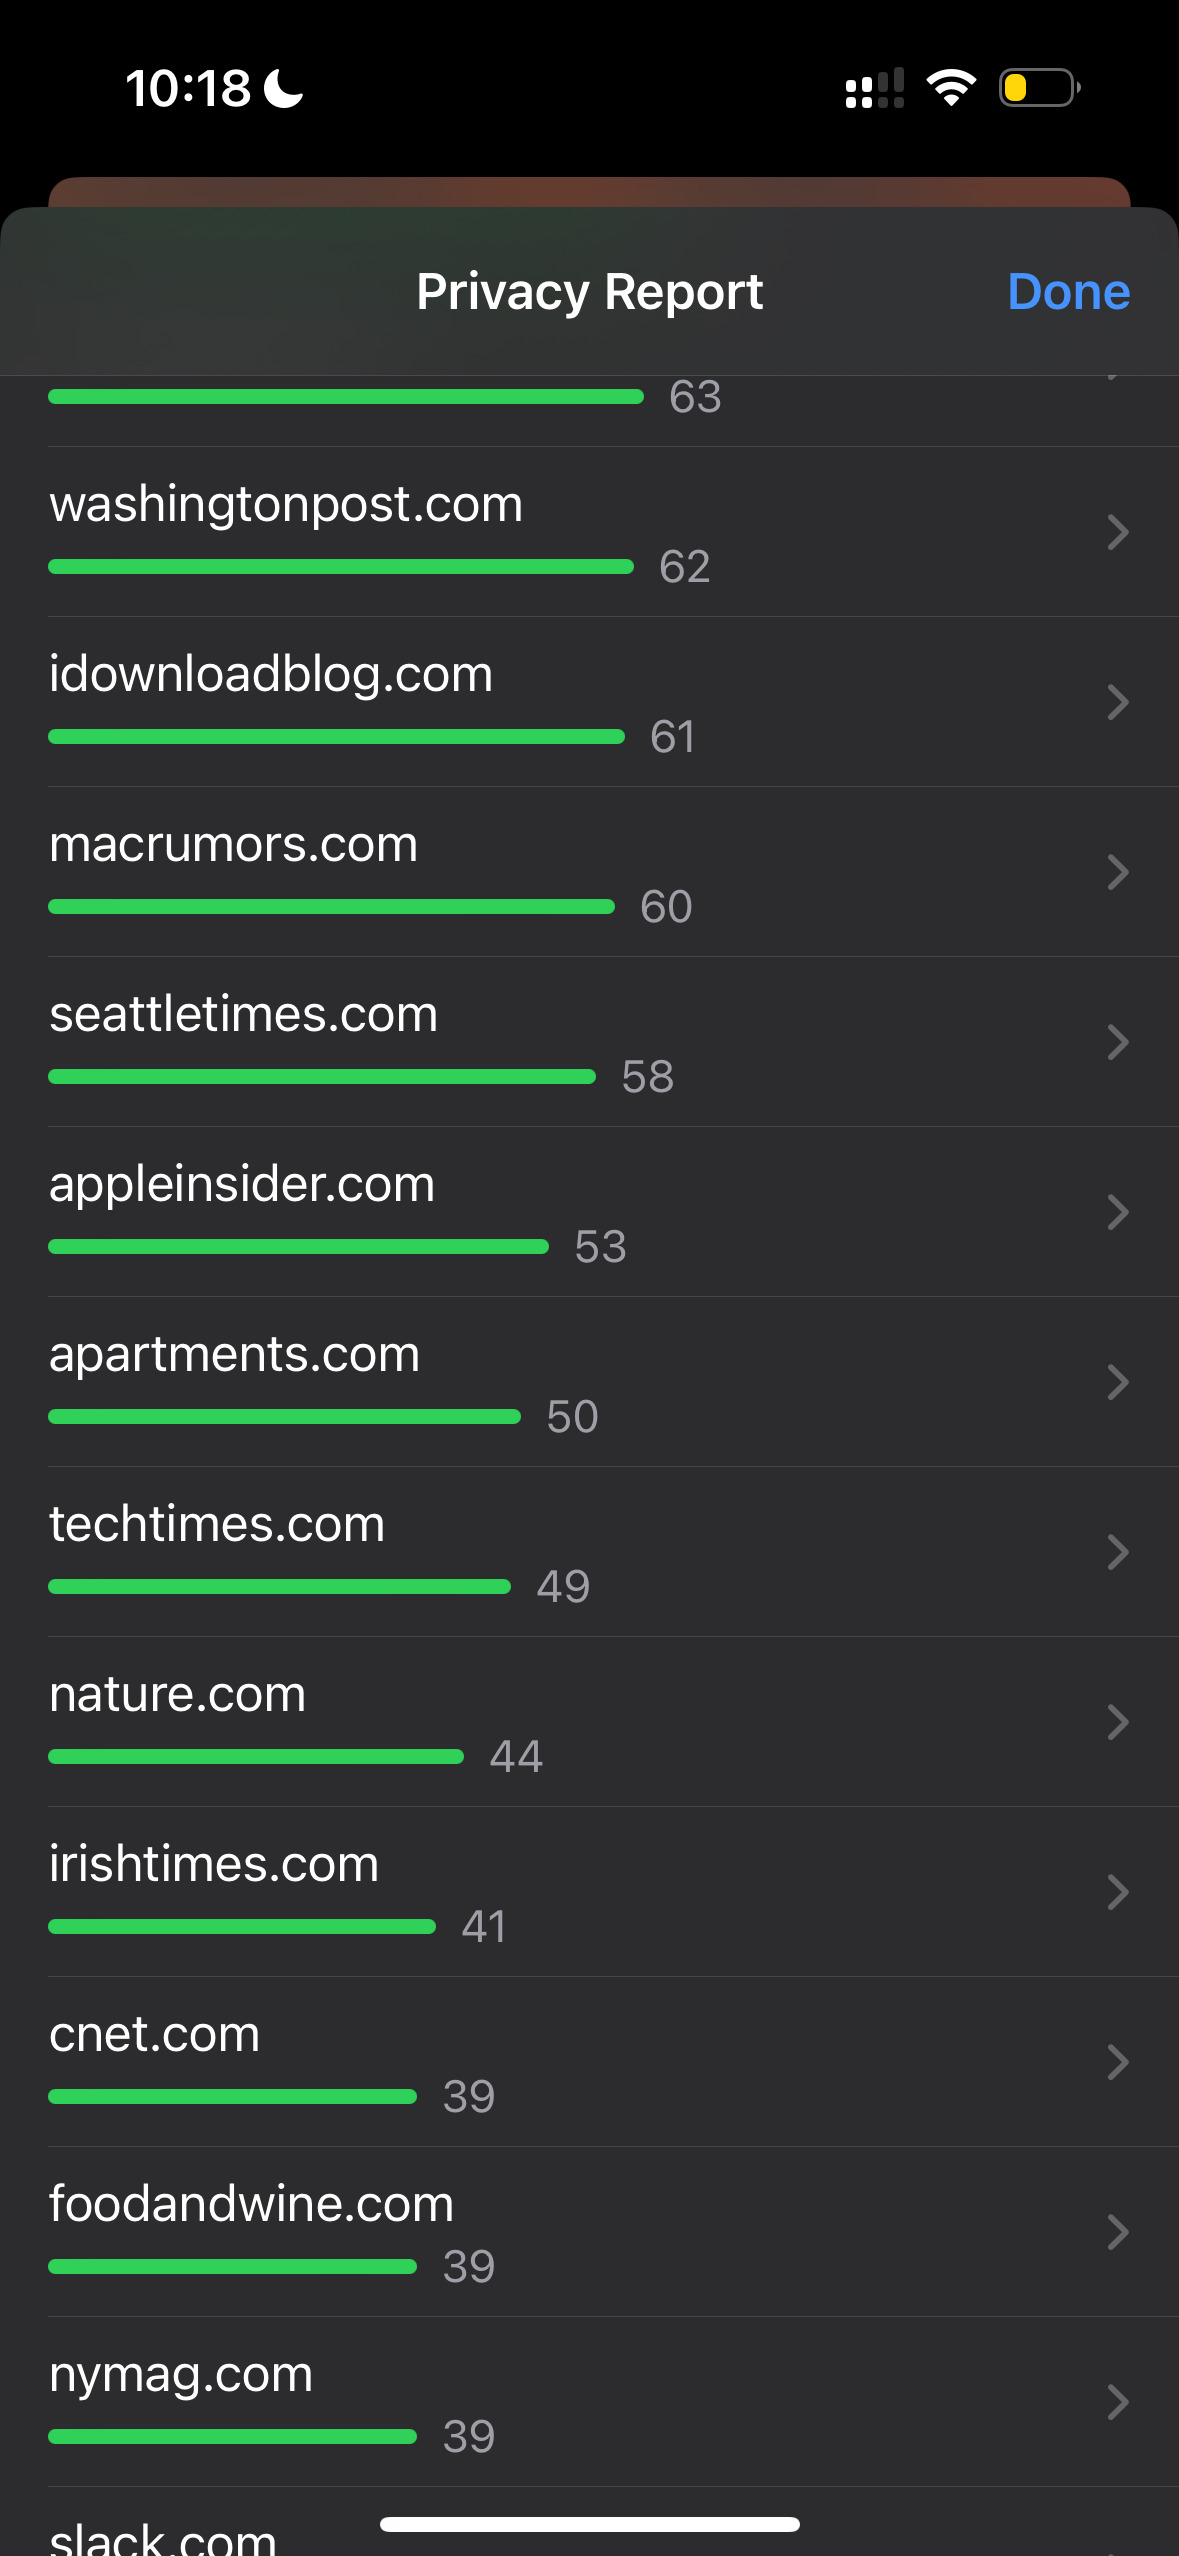 10:18
Privacy Report
Done
63
washingtonpost.com
62
idownloadblog.com
61
macrumors.com
60
seattletimes.com
58
appleinsider.com
53
apartments.com
50
techtimes.com
49
nature.com
44
irishtimes.com
41
cnet.com
39
foodandwine.com
39
nymag.com
39
slack.com